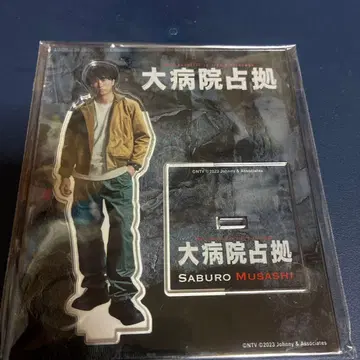 大病院占拠
©NTV ©2023 Johnny & Associates
大病院占拠
SABURO MUSASHI
©NTV ©2023 Johnny & Associates